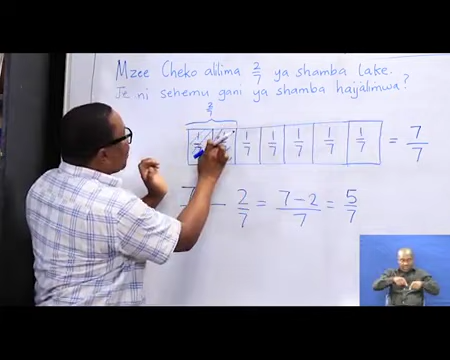 Mzee Cheko alilima 2/7 ya shamba lake.
Je ni sehemu gani ya shamba haijalimwa?
2/7
1/7 1/7 1/7 1/7 1/7 1/7 1/7 = 7/7
7 – 2/7 = 7-2/7 = 5/7